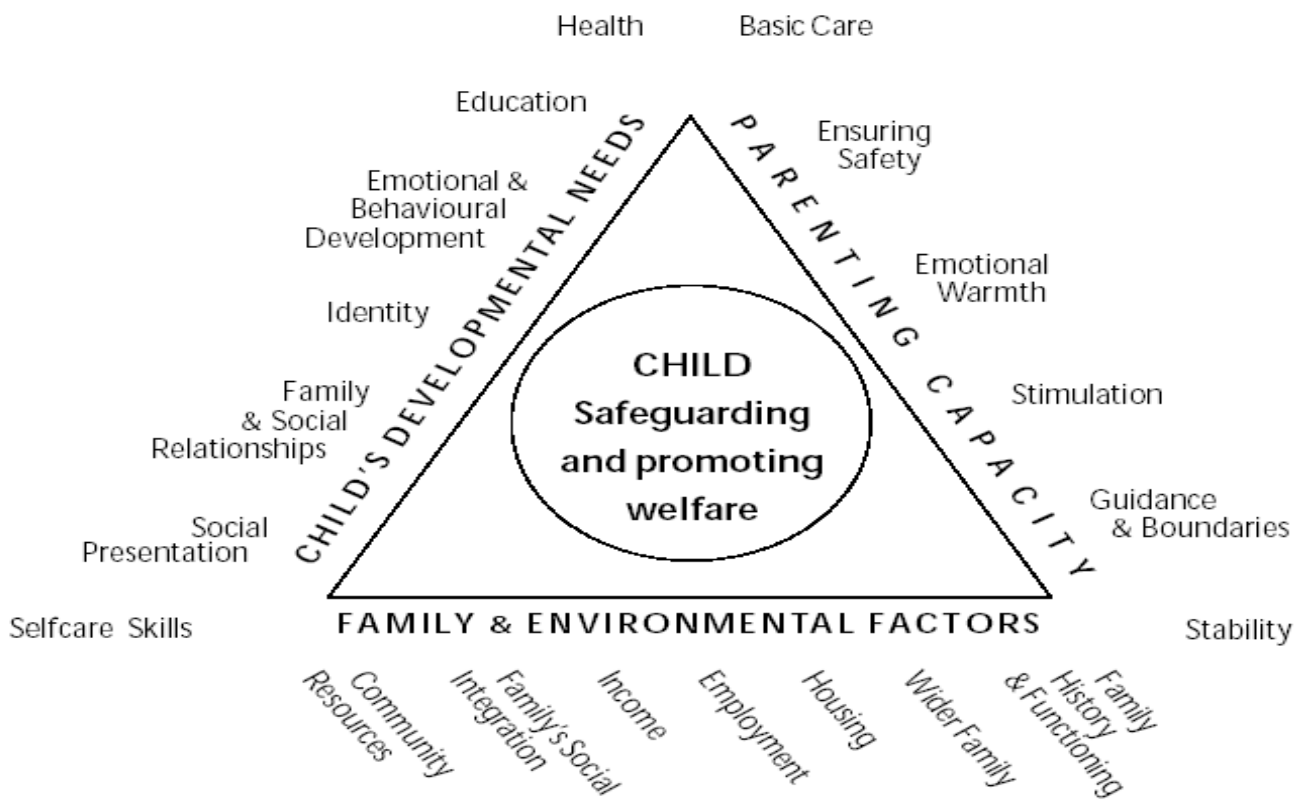 Health
Basic Care
Education
Ensuring
Safety
Emotional &
Behavioural
Development
Emotional
Warmth
Identity
Stimulation
Family
& Social
Relationships
Guidance
& Boundaries
Social
Presentation
Selfcare Skills
Stability
CHILD'S DEVELOPMENTAL NEEDS
PARENTING CAPACITY
CHILD
Safeguarding
and promoting
welfare
FAMILY & ENVIRONMENTAL FACTORS
Community
Resources
Family's Social
Integration
Income
Employment
Housing
Wider Family
Family
History
& Functioning